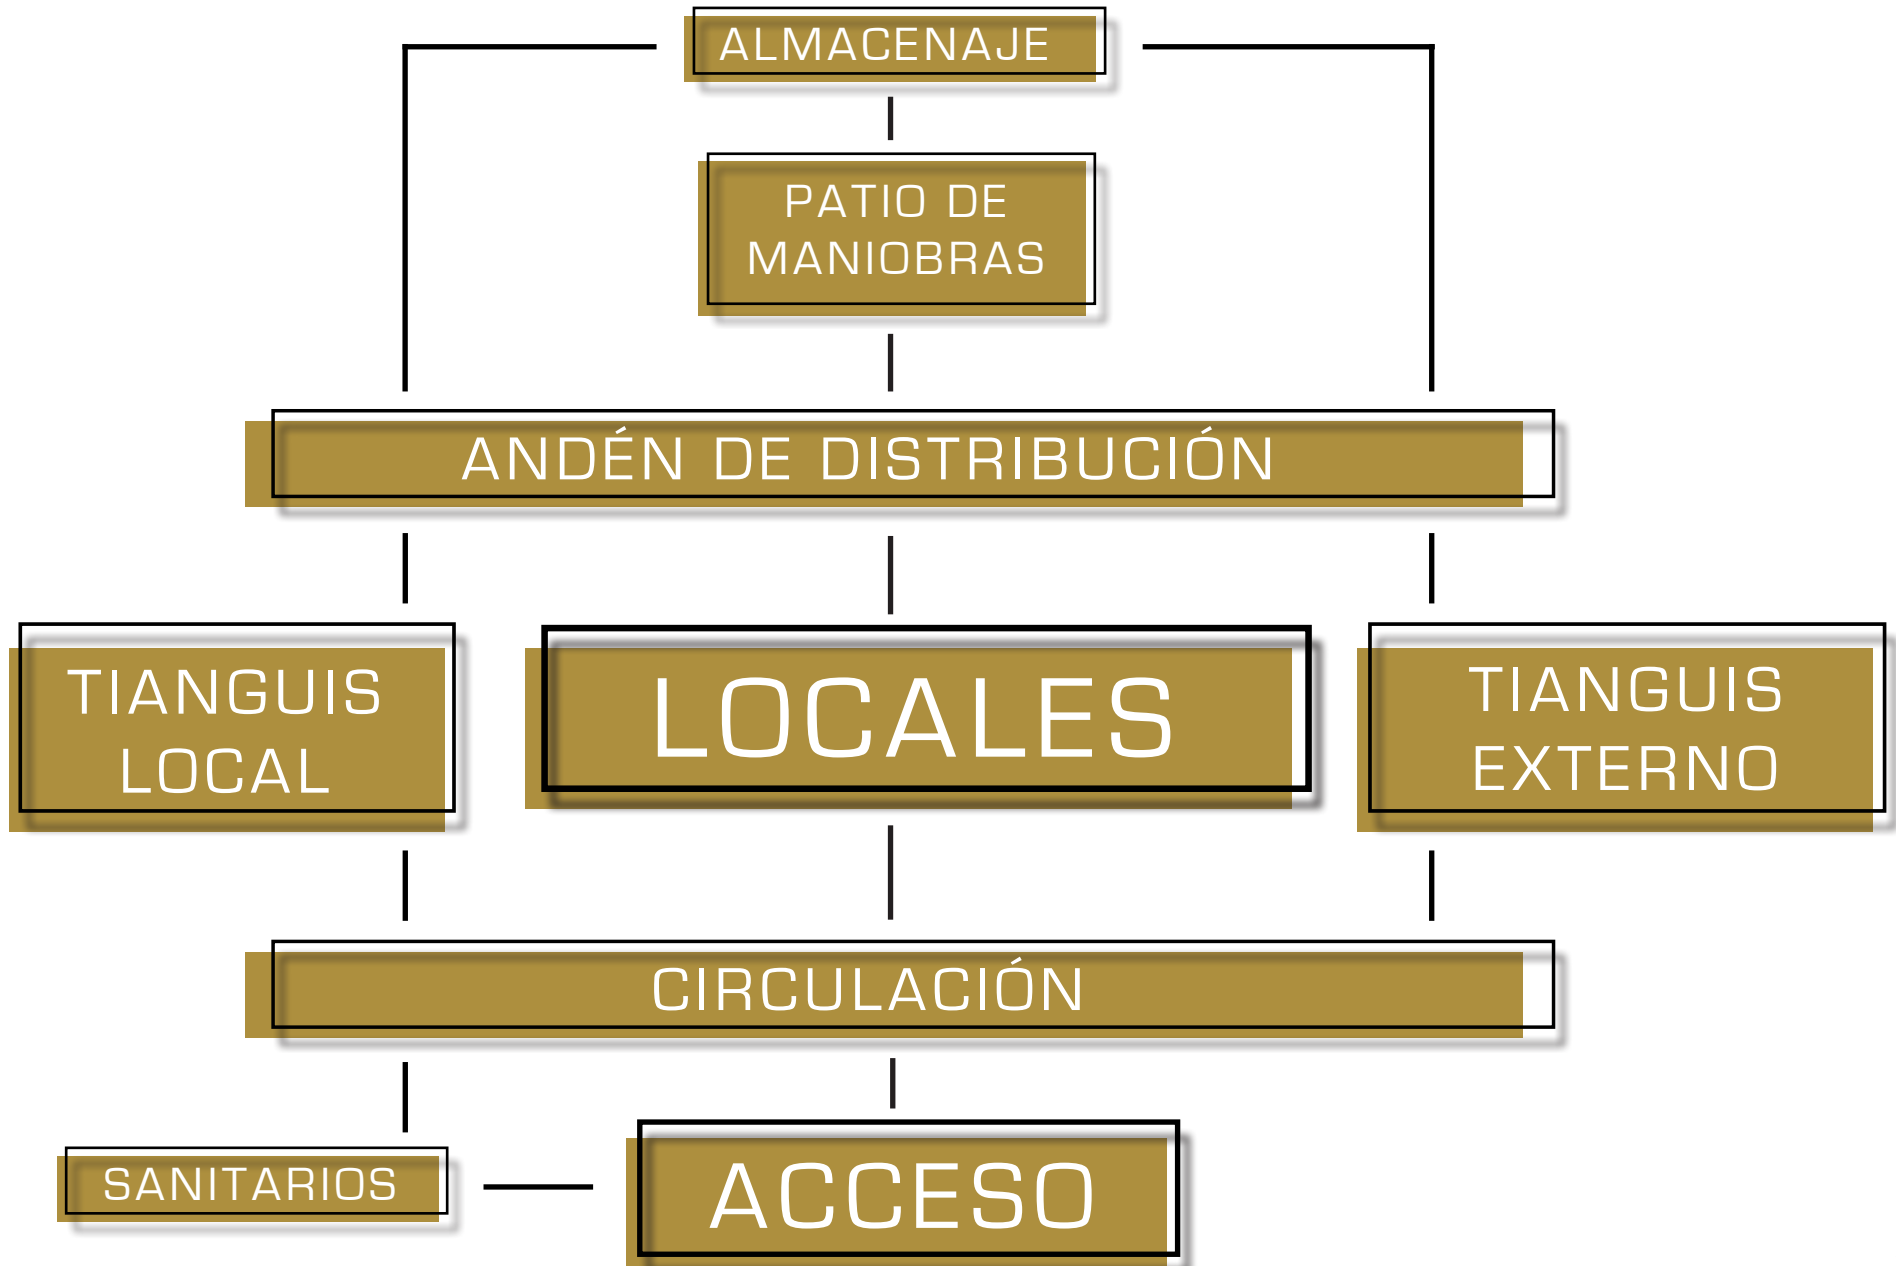 ALMACENAJE
PATIO DE
MANIOBRAS
ANDÉN DE DISTRIBUCIÓN
TIANGUIS
LOCAL
LOCALES
TIANGUIS
EXTERNO
CIRCULACIÓN
SANITARIOS
ACCESO